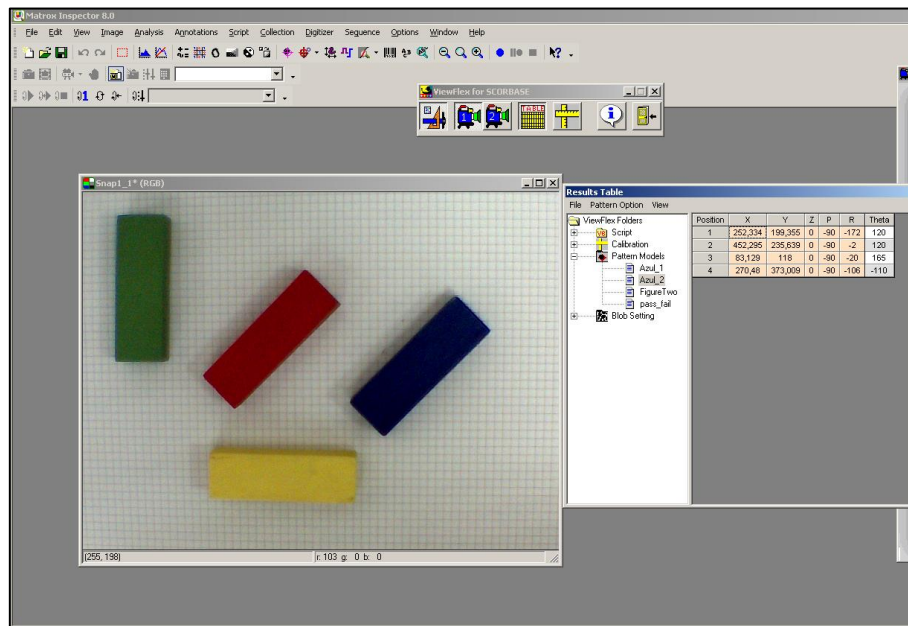 Matrox Inspector 8.0
File Edit View Image Analysis Annotations Script Collection Digitizer Sequence Options Window Help
ViewFlex for SCORBASE
1 2 TABLE
Snap1_1* (RGB)
Results Table
File Pattern Option View
ViewFlex Folders
Script
Calibration
Pattern Models
Azul_1
Azul_2
FigureTwo
pass_fail
Blob Setting
Position X Y Z P R Theta
1 252,334 199,355 0 -90 -172 120
2 452,295 235,639 0 -90 -2 120
3 83,129 118 0 -90 -20 165
4 270,48 373,009 0 -90 -106 -110
(255, 198) r: 103 g: 0 b: 0